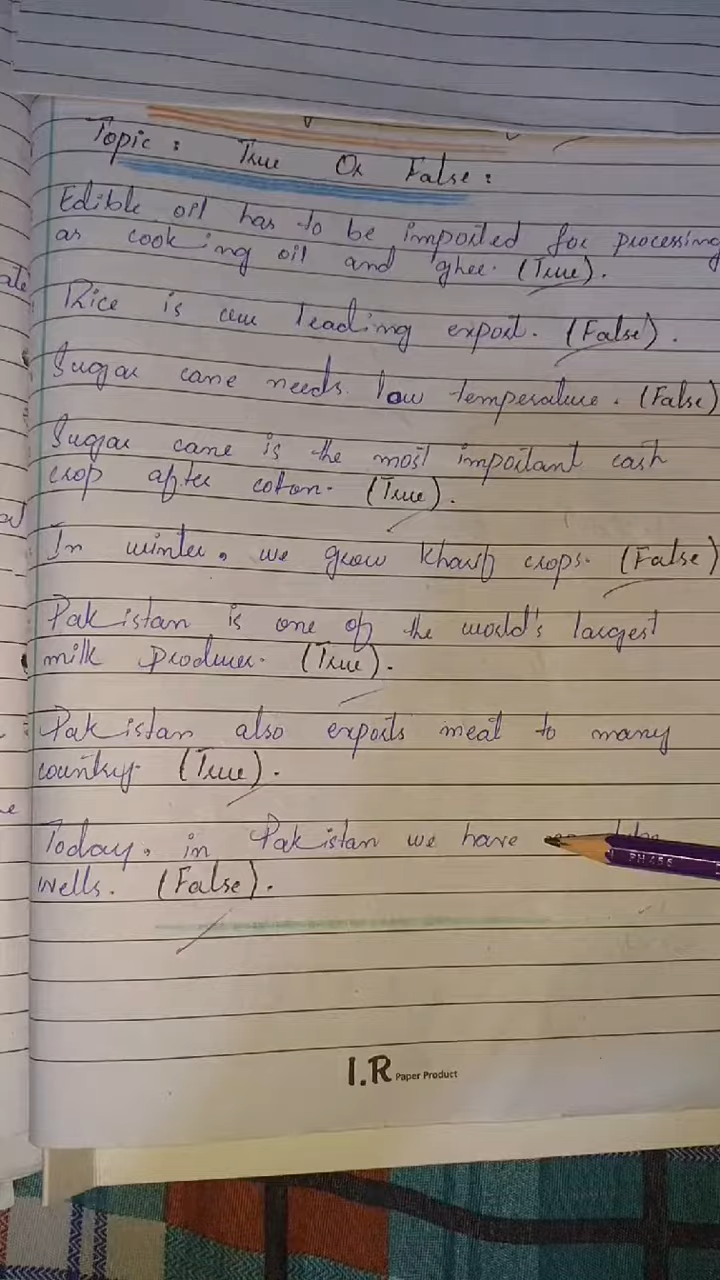 Topic: True Or False:
Edible oil has to be imported for processing
as cooking oil and ghee. (True).
Rice is our leading export. (False).
Sugar cane needs low temperature. (False)
Sugar cane is the most important cash
crop after coton. (True).
In winter, we grow kharif crops. (False)
Pakistan is one of the world's largest
milk producer. (True).
Pakistan also exports meat to many
country. (True).
Today, in Pakistan we have
wells. (False).
I.R Paper Product